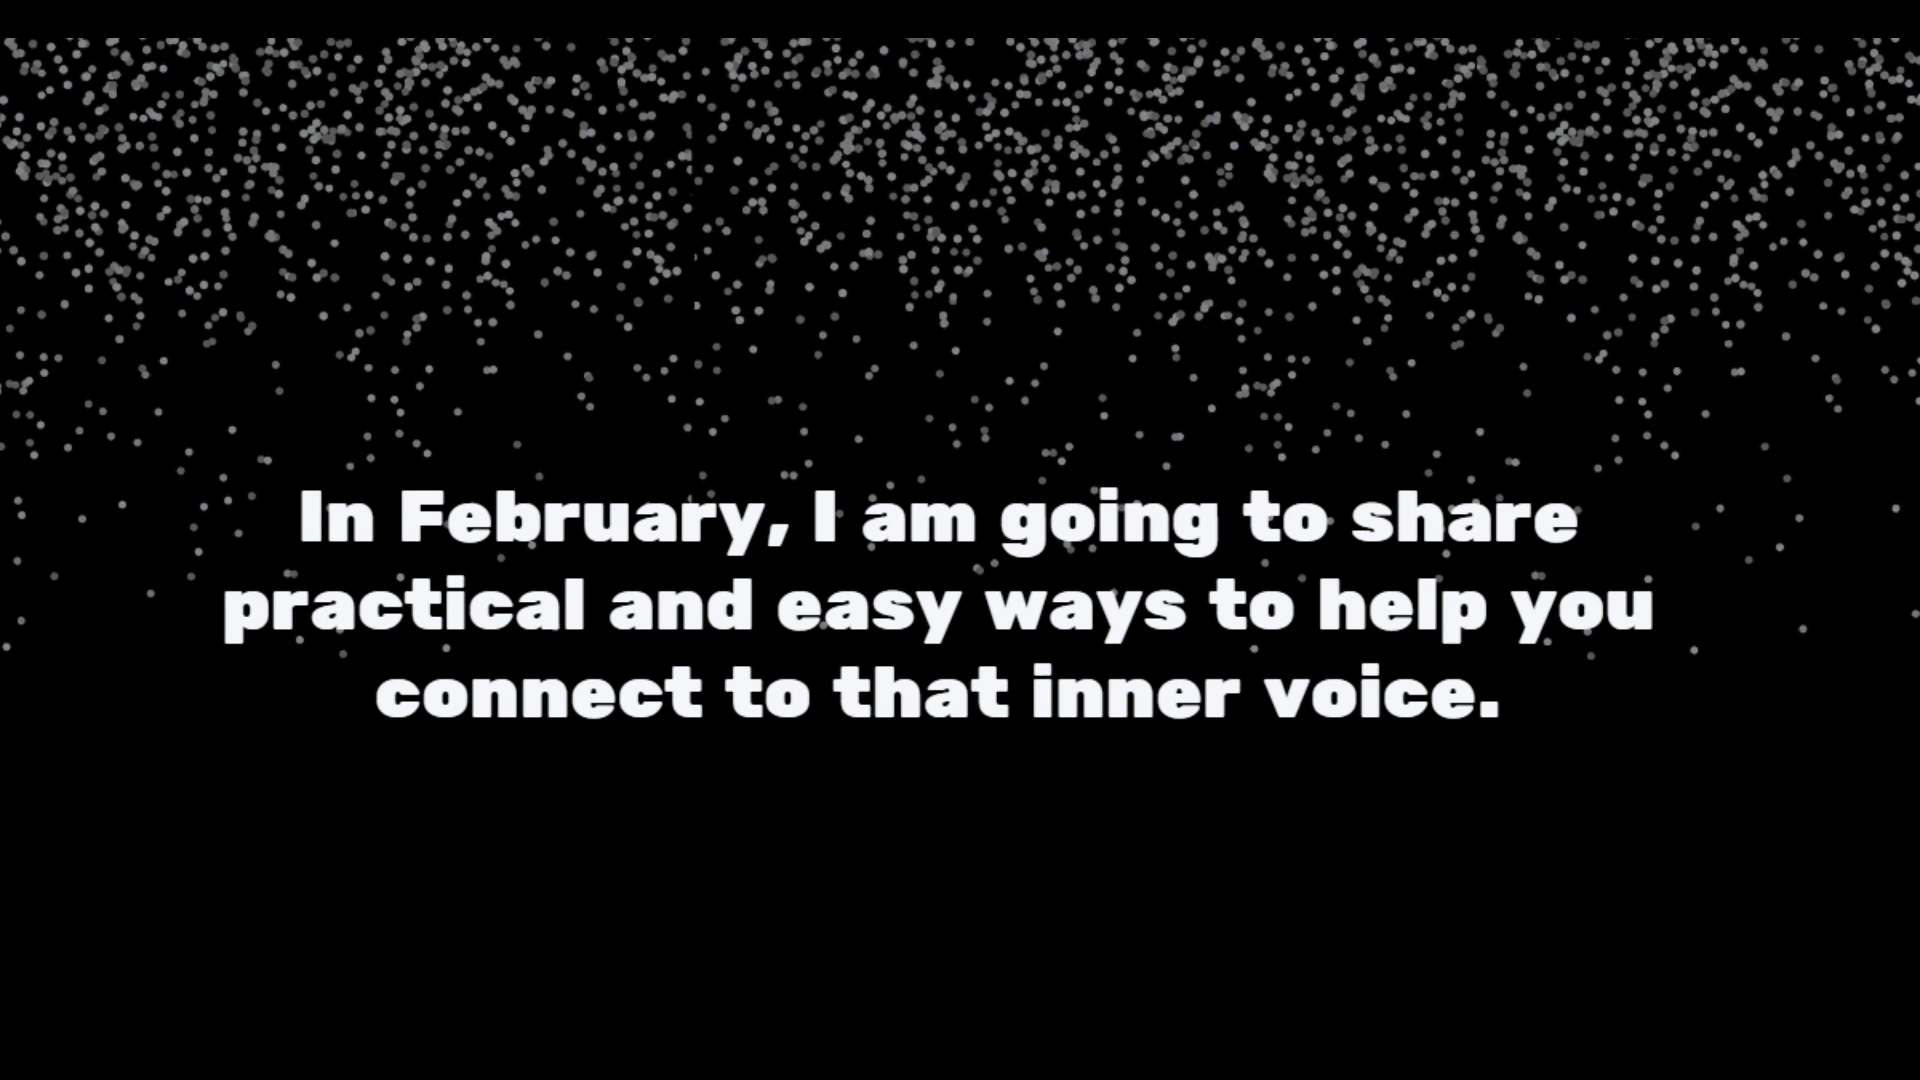 In February, I am going to share
practical and easy ways to help you
connect to that inner voice.